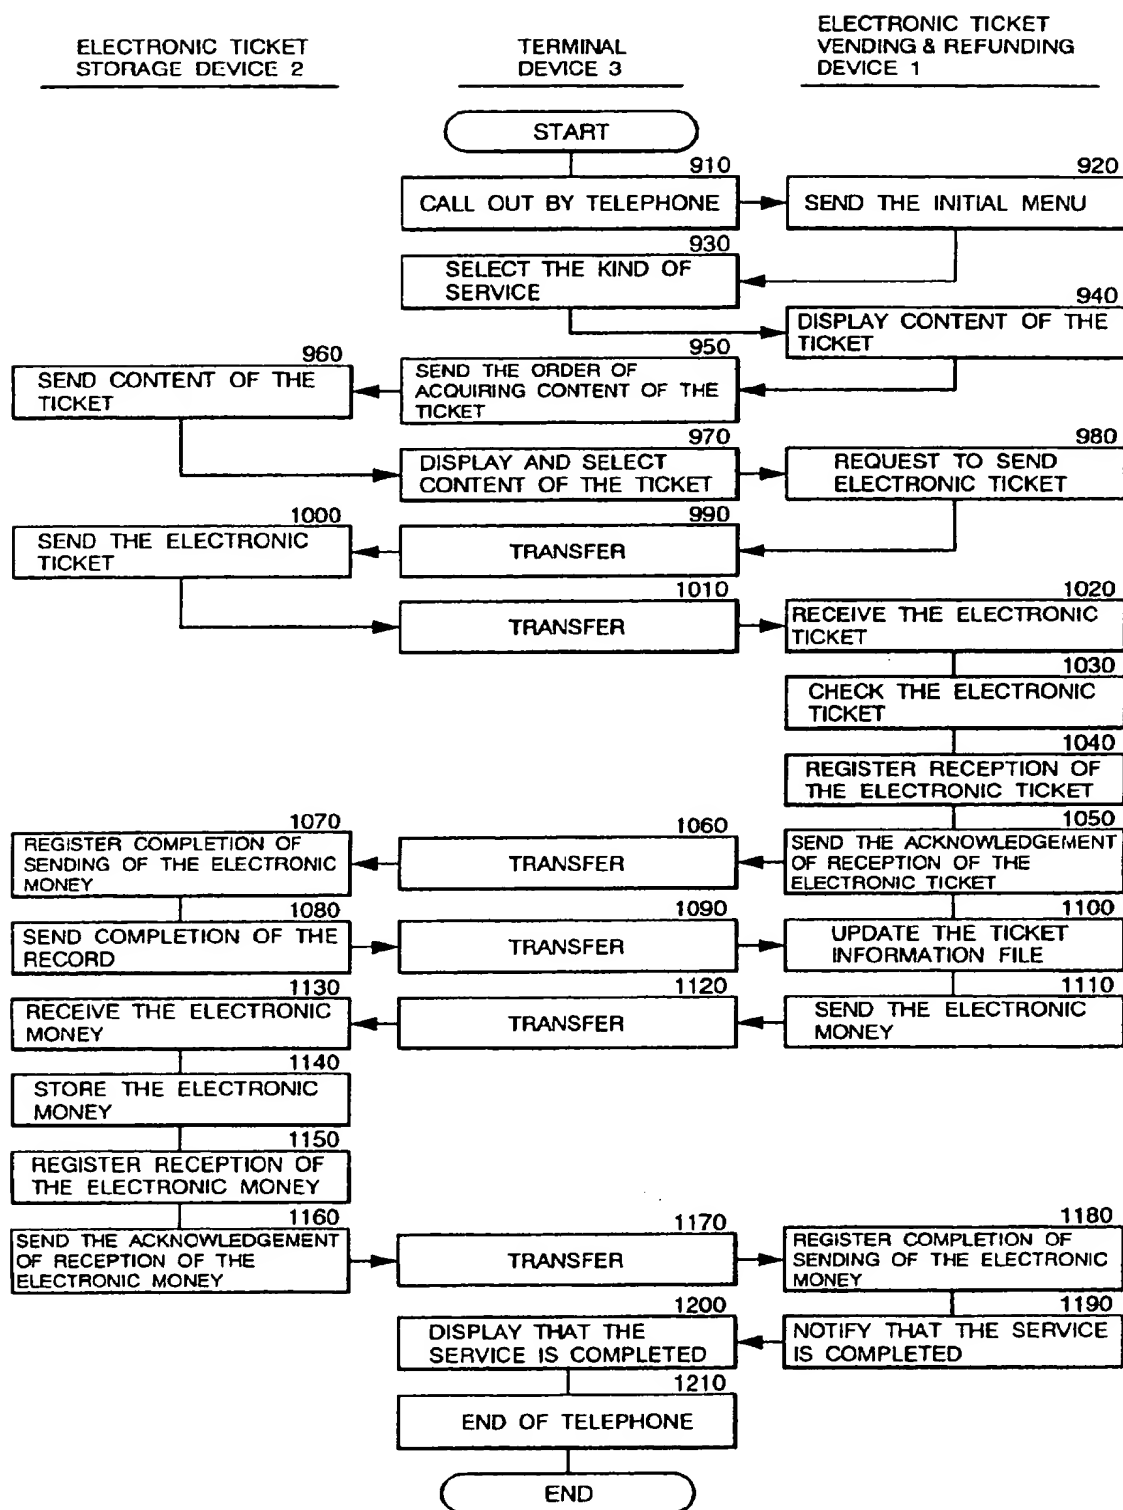 ELECTRONIC TICKET
STORAGE DEVICE 2
TERMINAL
DEVICE 3
ELECTRONIC TICKET
VENDING & REFUNDING
DEVICE 1
START
910
CALL OUT BY TELEPHONE
920
SEND THE INITIAL MENU
930
SELECT THE KIND OF
SERVICE
940
DISPLAY CONTENT OF THE
TICKET
950
SEND THE ORDER OF
ACQUIRING CONTENT OF THE
TICKET
960
SEND CONTENT OF THE
TICKET
970
DISPLAY AND SELECT
CONTENT OF THE TICKET
980
REQUEST TO SEND
ELECTRONIC TICKET
990
TRANSFER
1000
SEND THE ELECTRONIC
TICKET
1010
TRANSFER
1020
RECEIVE THE ELECTRONIC
TICKET
1030
CHECK THE ELECTRONIC
TICKET
1040
REGISTER RECEPTION OF
THE ELECTRONIC TICKET
1050
SEND THE ACKNOWLEDGEMENT
OF RECEPTION OF THE
ELECTRONIC TICKET
1060
TRANSFER
1070
REGISTER COMPLETION OF
SENDING OF THE ELECTRONIC
MONEY
1080
SEND COMPLETION OF THE
RECORD
1090
TRANSFER
1100
UPDATE THE TICKET
INFORMATION FILE
1110
SEND THE ELECTRONIC
MONEY
1120
TRANSFER
1130
RECEIVE THE ELECTRONIC
MONEY
1140
STORE THE ELECTRONIC
MONEY
1150
REGISTER RECEPTION OF
THE ELECTRONIC MONEY
1160
SEND THE ACKNOWLEDGEMENT
OF RECEPTION OF THE
ELECTRONIC MONEY
1170
TRANSFER
1180
REGISTER COMPLETION OF
SENDING OF THE ELECTRONIC
MONEY
1190
NOTIFY THAT THE SERVICE
IS COMPLETED
1200
DISPLAY THAT THE
SERVICE IS COMPLETED
1210
END OF TELEPHONE
END